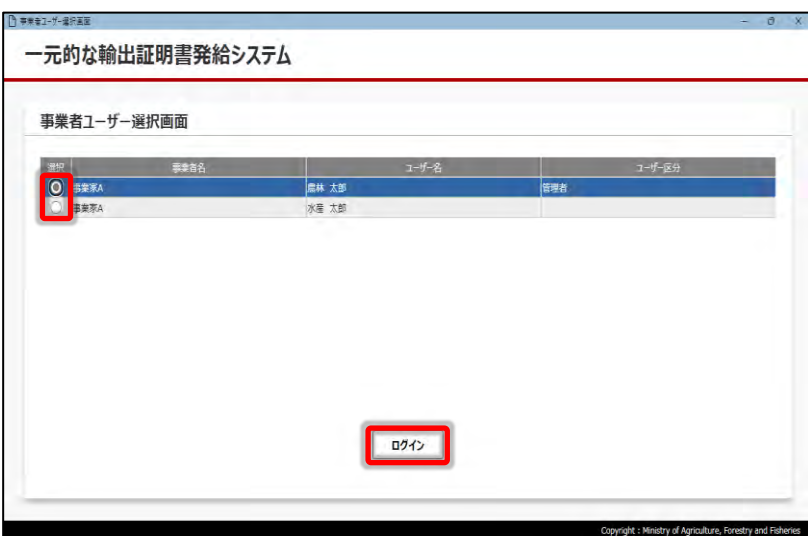 事業者ユーザー選択画面
一元的な輸出証明書発給システム
事業者ユーザー選択画面
選択 事業者名 ユーザー名 ユーザー区分
事業家A 農林 太郎 管理者
事業家A 水産 太郎
ログイン
Copyright : Ministry of Agriculture, Forestry and Fisheries